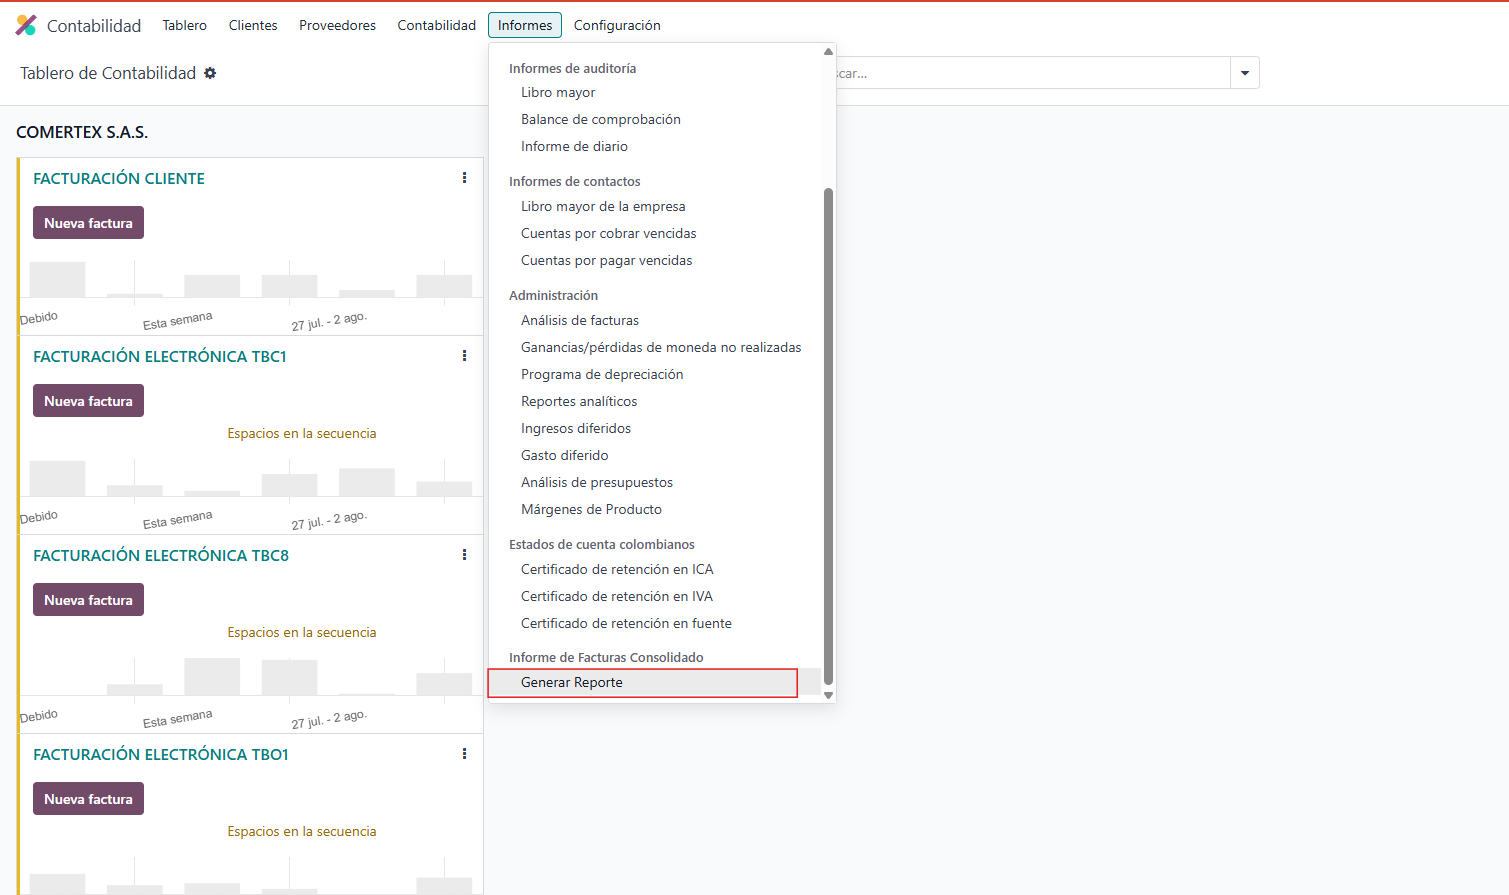 Contabilidad
Tablero
Clientes
Proveedores
Contabilidad
Informes
Configuración
Tablero de Contabilidad
car...
COMERTEX S.A.S.
FACTURACIÓN CLIENTE
Nueva factura
Debido
Esta semana
27 jul. - 2 ago.
FACTURACIÓN ELECTRÓNICA TBC1
Nueva factura
Espacios en la secuencia
Debido
Esta semana
27 jul. - 2 ago.
FACTURACIÓN ELECTRÓNICA TBC8
Nueva factura
Espacios en la secuencia
Debido
Esta semana
27 jul. - 2 ago.
FACTURACIÓN ELECTRÓNICA TBO1
Nueva factura
Espacios en la secuencia
Informes de auditoría
Libro mayor
Balance de comprobación
Informe de diario
Informes de contactos
Libro mayor de la empresa
Cuentas por cobrar vencidas
Cuentas por pagar vencidas
Administración
Análisis de facturas
Ganancias/pérdidas de moneda no realizadas
Programa de depreciación
Reportes analíticos
Ingresos diferidos
Gasto diferido
Análisis de presupuestos
Márgenes de Producto
Estados de cuenta colombianos
Certificado de retención en ICA
Certificado de retención en IVA
Certificado de retención en fuente
Informe de Facturas Consolidado
Generar Reporte